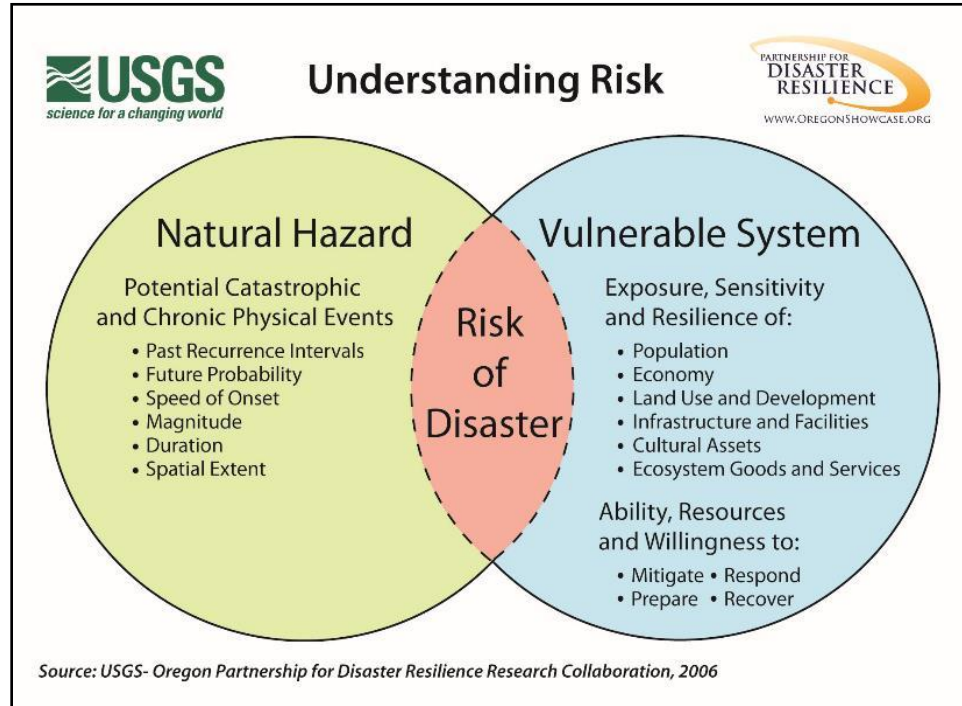 USGS
science for a changing world
Understanding Risk
PARTNERSHIP FOR
DISASTER
RESILIENCE
WWW.OREGONSHOWCASE.ORG
Natural Hazard
Potential Catastrophic
and Chronic Physical Events
• Past Recurrence Intervals
• Future Probability
• Speed of Onset
• Magnitude
• Duration
• Spatial Extent
Risk
of
Disaster
Vulnerable System
Exposure, Sensitivity
and Resilience of:
• Population
• Economy
• Land Use and Development
• Infrastructure and Facilities
• Cultural Assets
• Ecosystem Goods and Services
Ability, Resources
and Willingness to:
• Mitigate • Respond
• Prepare • Recover
Source: USGS- Oregon Partnership for Disaster Resilience Research Collaboration, 2006